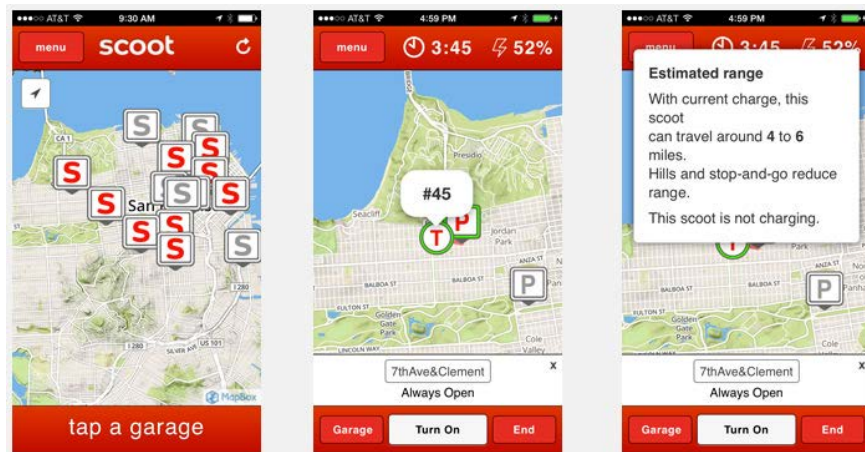 AT&T 9:30 AM
menu scoot
CA 1
S S
S S
S S
S S S
S San
S S
S S
I 280
I 280 SILVER AVE US 101
MapBox
tap a garage
AT&T 4:59 PM
menu 3:45 52%
Presidio
#45
Seacliff
T P
Jordan
Park
ANZA ST
BALBOA ST BALBOA ST
P
FULTON ST
Golden
Gate
Park
LINCOLN WAY
Cole
Valley
7thAve&Clement x
Always Open
Garage Turn On End
AT&T 4:59 PM
menu 3:45 52%
Estimated range
With current charge, this
scoot
can travel around 4 to 6
miles.
Hills and stop-and-go reduce
range.
This scoot is not charging.
T
ANZA ST
BALBOA ST BALBOA ST
P
FULTON ST
Golden
Gate
Park
LINCOLN WAY
Cole
Valley
7thAve&Clement x
Always Open
Garage Turn On End